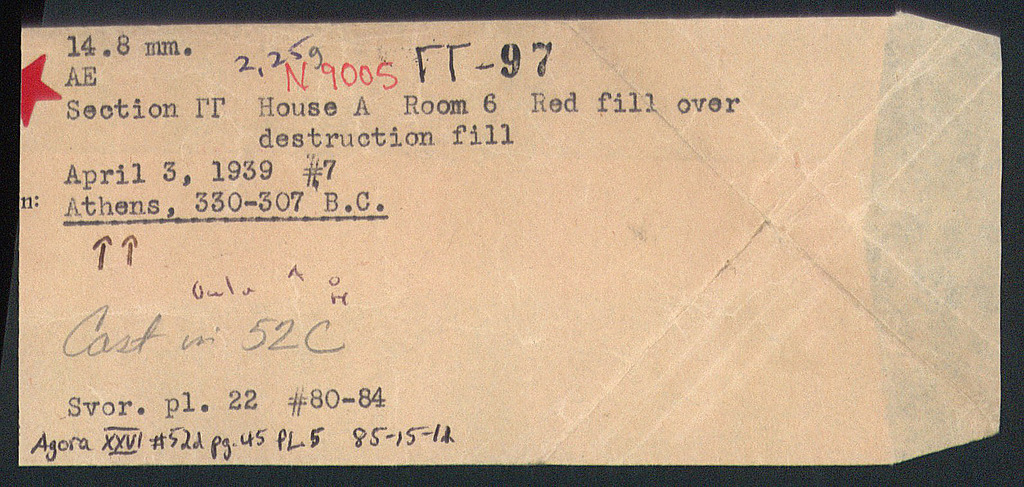 14.8 mm. 2,25g ΓΓ-97
AE N 9005
Section ΓΓ House A Room 6 Red fill over
destruction fill
April 3, 1939 #7
n: Athens, 330-307 B.C.
↑↑
A
Cast in 52C
Svor. pl. 22 #80-84
Agora XXVI #52d pg.45 PL.5 85-15-12